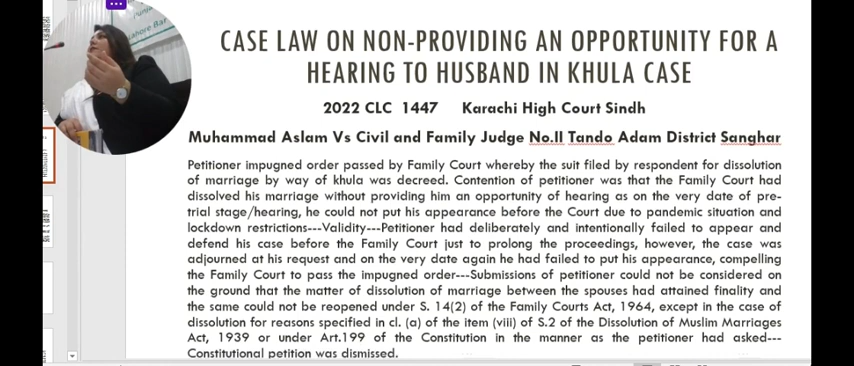 CASE LAW ON NON-PROVIDING AN OPPORTUNITY FOR A
HEARING TO HUSBAND IN KHULA CASE
2022 CLC 1447 Karachi High Court Sindh
Muhammad Aslam Vs Civil and Family Judge No.II Tando Adam District Sanghar
Petitioner impugned order passed by Family Court whereby the suit filed by respondent for dissolution
of marriage by way of khula was decreed. Contention of petitioner was that the Family Court had
dissolved his marriage without providing him an opportunity of hearing as on the very date of pre-
trial stage/hearing, he could not put his appearance before the Court due to pandemic situation and
lockdown restrictions---Validity---Petitioner had deliberately and intentionally failed to appear and
defend his case before the Family Court just to prolong the proceedings, however, the case was
adjourned at his request and on the very date again he had failed to put his appearance, compelling
the Family Court to pass the impugned order---Submissions of petitioner could not be considered on
the ground that the matter of dissolution of marriage between the spouses had attained finality and
the same could not be reopened under S. 14(2) of the Family Courts Act, 1964, except in the case of
dissolution for reasons specified in cl. (a) of the item (viii) of S.2 of the Dissolution of Muslim Marriages
Act, 1939 or under Art.199 of the Constitution in the manner as the petitioner had asked---
Constitutional petition was dismissed.